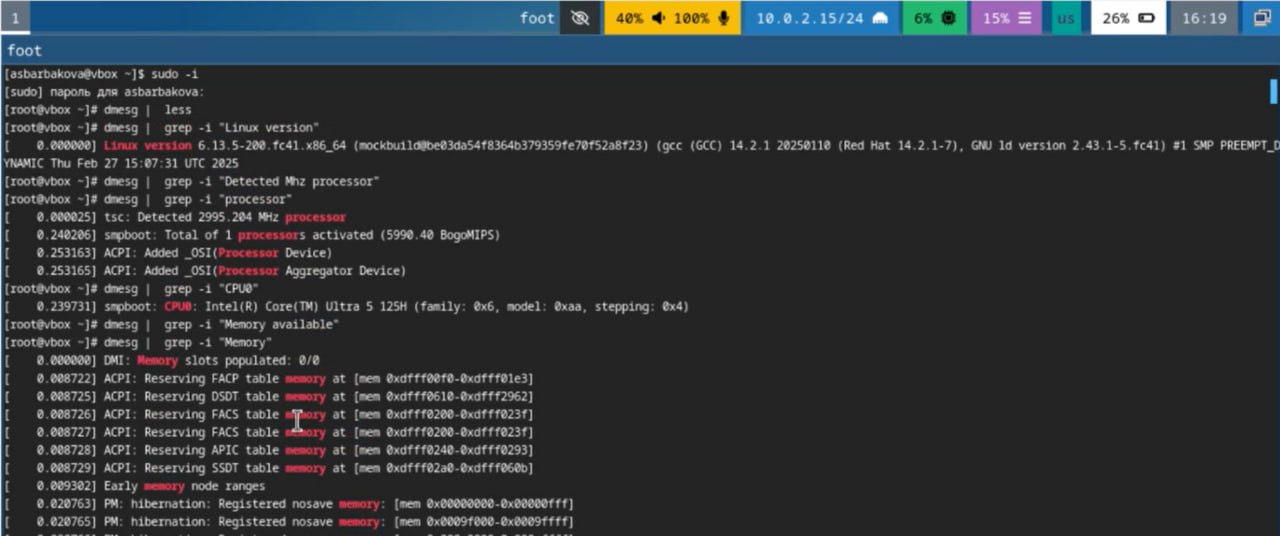 1 foot 40% 100% 10.0.2.15/24 6% 15% us 26% 16:19
foot
[asbarbakova@vbox ~]$ sudo -i
[sudo] пароль для asbarbakova:
[root@vbox ~]# dmesg |  less
[root@vbox ~]# dmesg |  grep -i "Linux version"
[    0.000000] Linux version 6.13.5-200.fc41.x86_64 (mockbuild@be03da54f8364b379359fe70f52a8f23) (gcc (GCC) 14.2.1 20250110 (Red Hat 14.2.1-7), GNU ld version 2.43.1-5.fc41) #1 SMP PREEMPT_D
YNAMIC Thu Feb 27 15:07:31 UTC 2025
[root@vbox ~]# dmesg |  grep -i "Detected Mhz processor"
[root@vbox ~]# dmesg |  grep -i "processor"
[    0.000025] tsc: Detected 2995.204 MHz processor
[    0.240206] smpboot: Total of 1 processors activated (5990.40 BogoMIPS)
[    0.253163] ACPI: Added _OSI(Processor Device)
[    0.253165] ACPI: Added _OSI(Processor Aggregator Device)
[root@vbox ~]# dmesg |  grep -i "CPU0"
[    0.239731] smpboot: CPU0: Intel(R) Core(TM) Ultra 5 125H (family: 0x6, model: 0xaa, stepping: 0x4)
[root@vbox ~]# dmesg |  grep -i "Memory available"
[root@vbox ~]# dmesg |  grep -i "Memory"
[    0.000000] DMI: Memory slots populated: 0/0
[    0.008722] ACPI: Reserving FACP table memory at [mem 0xdfff00f0-0xdfff01e3]
[    0.008725] ACPI: Reserving DSDT table memory at [mem 0xdfff0610-0xdfff2962]
[    0.008726] ACPI: Reserving FACS table memory at [mem 0xdfff0200-0xdfff023f]
[    0.008727] ACPI: Reserving FACS table memory at [mem 0xdfff0200-0xdfff023f]
[    0.008728] ACPI: Reserving APIC table memory at [mem 0xdfff0240-0xdfff0293]
[    0.008729] ACPI: Reserving SSDT table memory at [mem 0xdfff02a0-0xdfff060b]
[    0.009302] Early memory node ranges
[    0.020763] PM: hibernation: Registered nosave memory: [mem 0x00000000-0x00000fff]
[    0.020765] PM: hibernation: Registered nosave memory: [mem 0x0009f000-0x0009ffff]